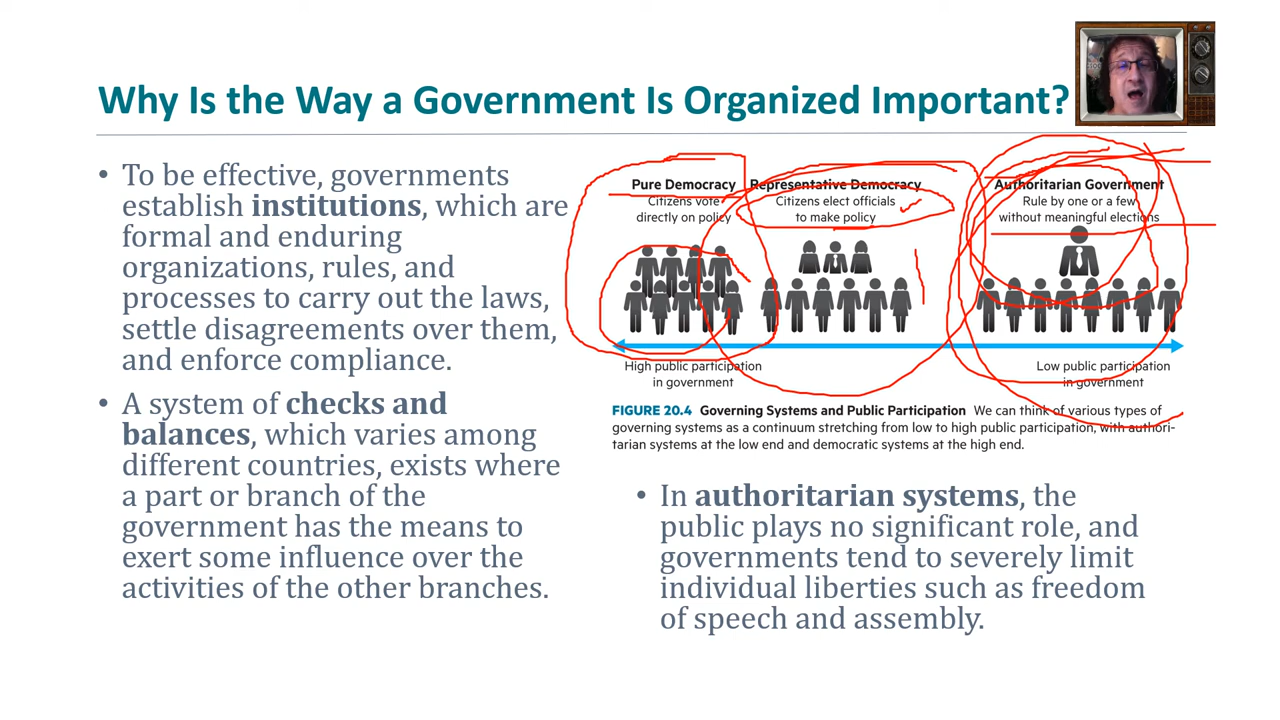 Why Is the Way a Government Is Organized Important?
• To be effective, governments
establish institutions, which are
formal and enduring
organizations, rules, and
processes to carry out the laws,
settle disagreements over them,
and enforce compliance.
• A system of checks and
balances, which varies among
different countries, exists where
a part or branch of the
government has the means to
exert some influence over the
activities of the other branches.
Pure Democracy
Citizens vote
directly on policy
Representative Democracy
Citizens elect officials
to make policy
Authoritarian Government
Rule by one or a few
without meaningful elections
High public participation
in government
Low public participation
in government
FIGURE 20.4 Governing Systems and Public Participation We can think of various types of
governing systems as a continuum stretching from low to high public participation, with authori-
tarian systems at the low end and democratic systems at the high end.
• In authoritarian systems, the
public plays no significant role, and
governments tend to severely limit
individual liberties such as freedom
of speech and assembly.